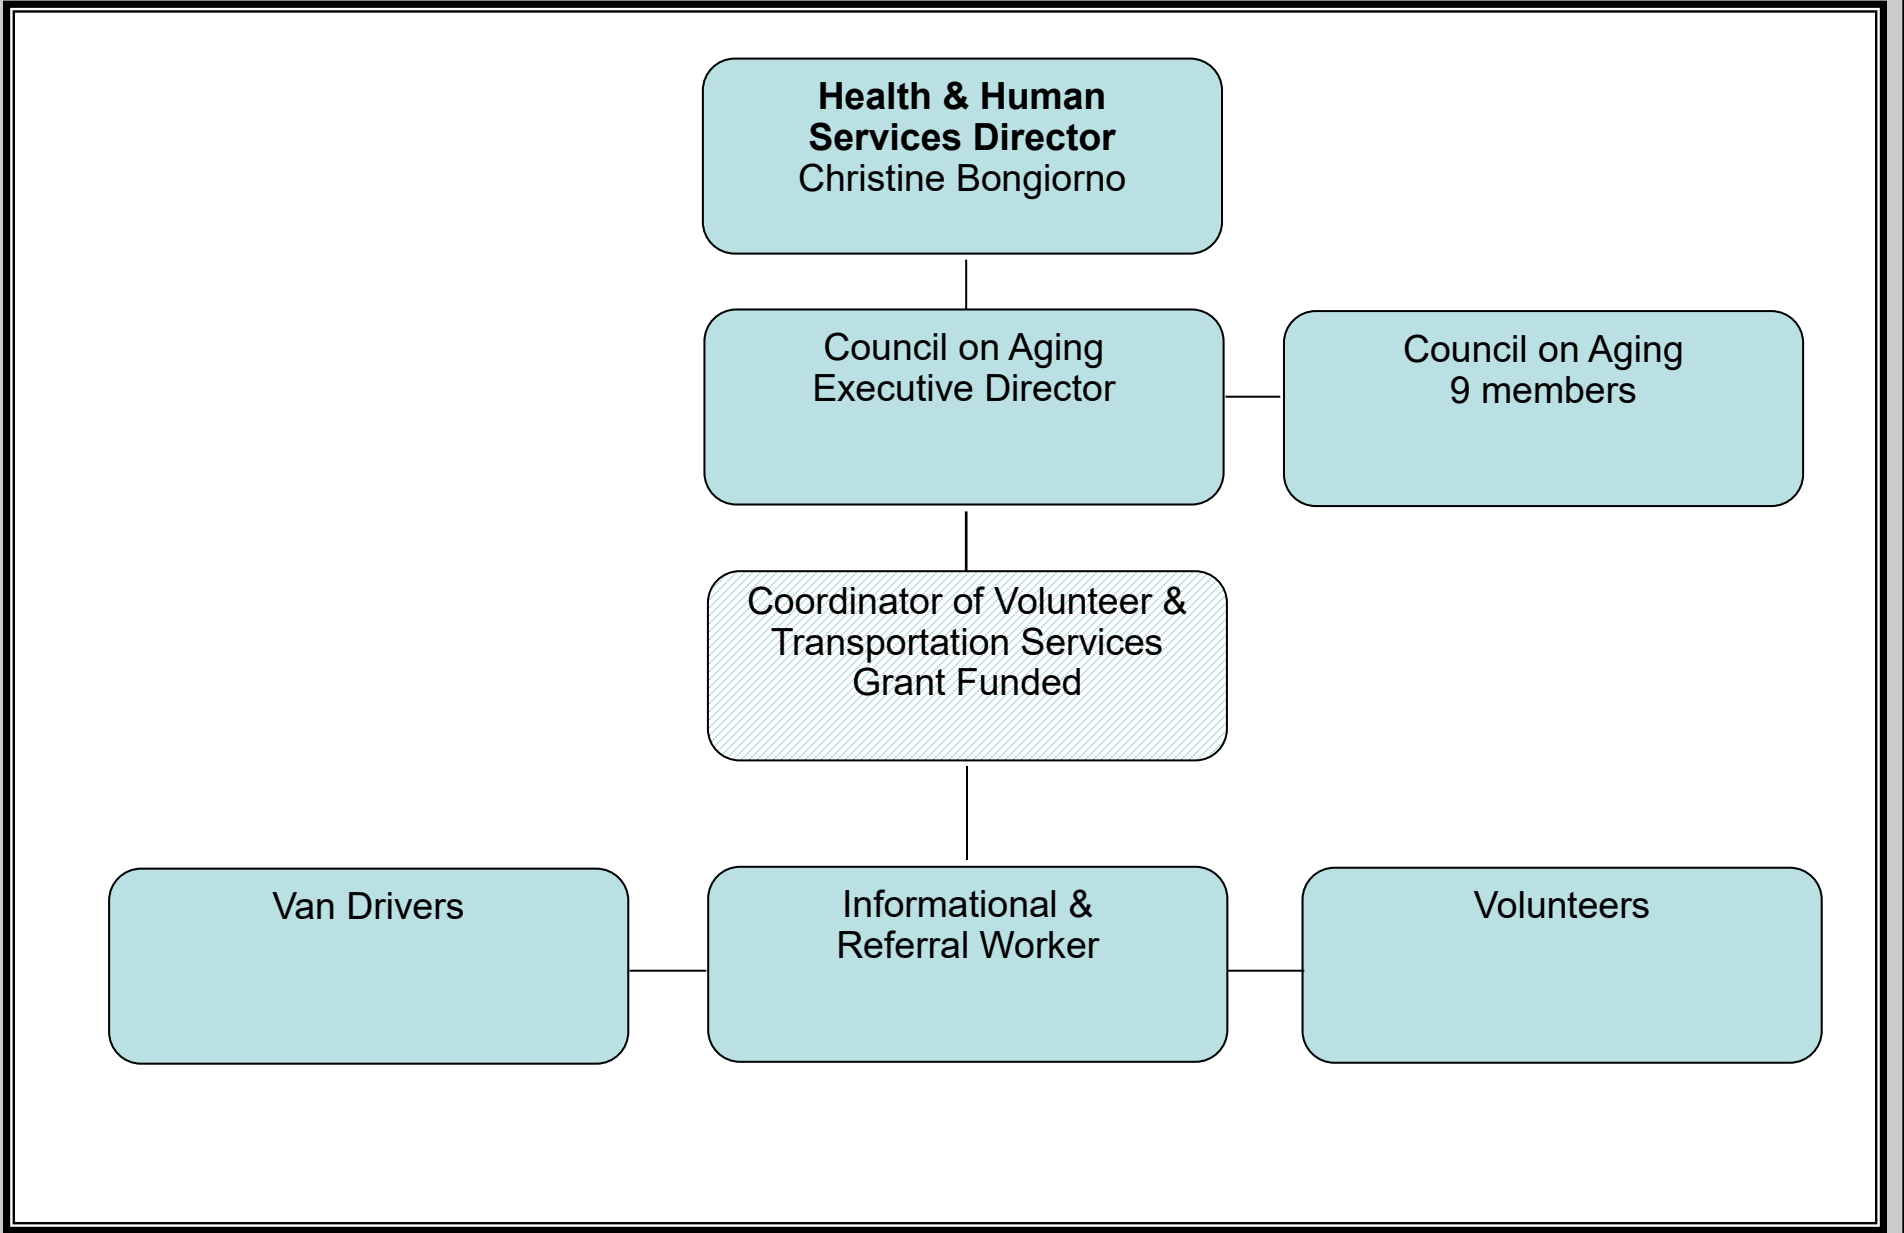 Health & Human
Services Director
Christine Bongiorno
Council on Aging
Executive Director
Council on Aging
9 members
Coordinator of Volunteer &
Transportation Services
Grant Funded
Van Drivers
Informational &
Referral Worker
Volunteers